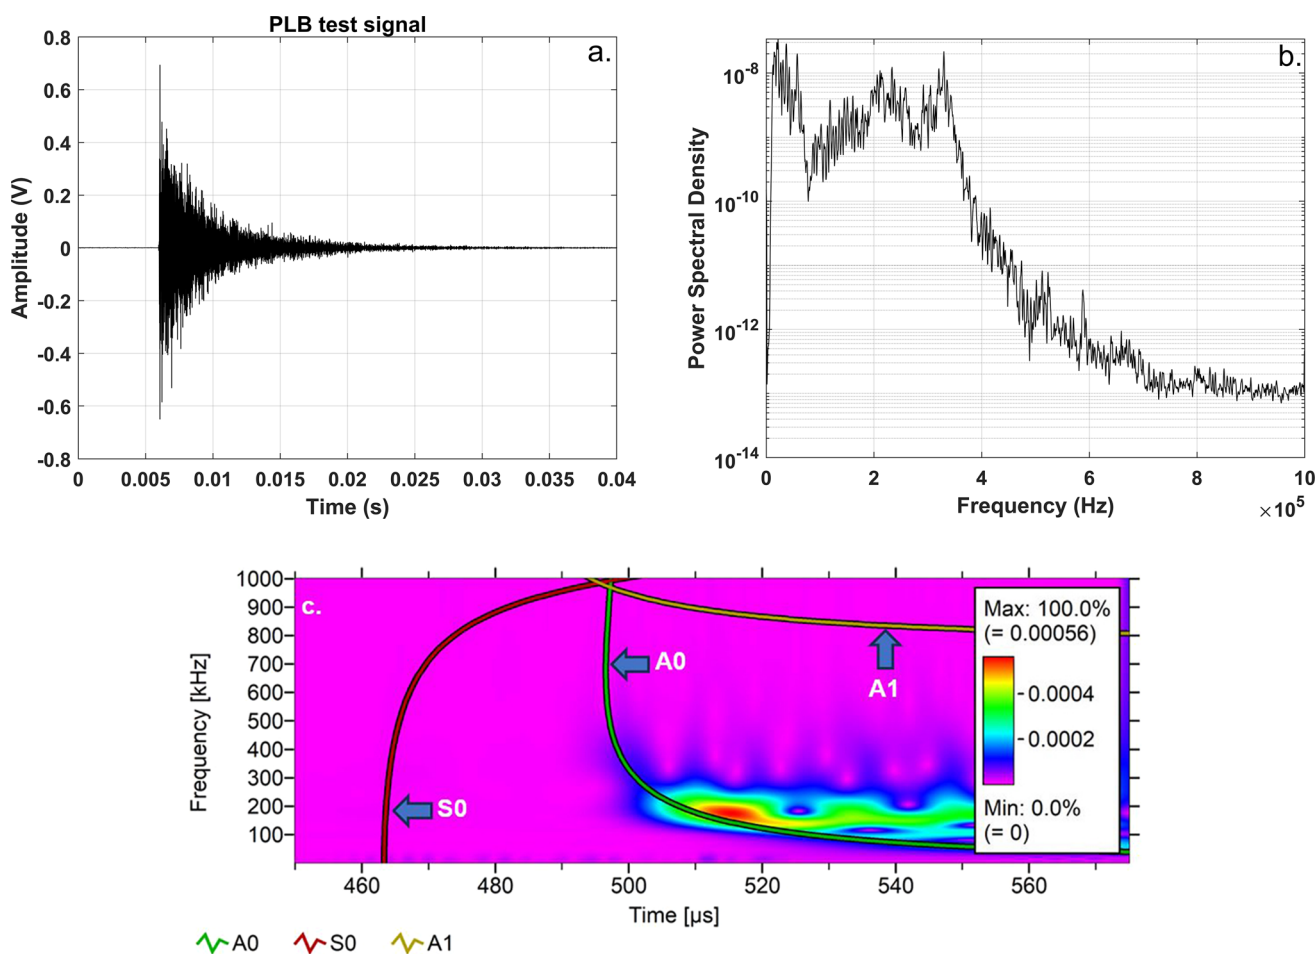 PLB test signal
a.
0.8
0.6
0.4
0.2
0
-0.2
-0.4
-0.6
-0.8
Amplitude (V)
0 0.005 0.01 0.015 0.02 0.025 0.03 0.035 0.04
Time (s)
b.
10-8
10-10
10-12
10-14
Power Spectral Density
0 2 4 6 8 10
Frequency (Hz)
×105
c.
1000
900
800
700
600
500
400
300
200
100
Frequency [kHz]
A0
A1
S0
Max: 100.0%
(= 0.00056)
0.0004
0.0002
Min: 0.0%
(= 0)
460 480 500 520 540 560
Time [µs]
A0 S0 A1